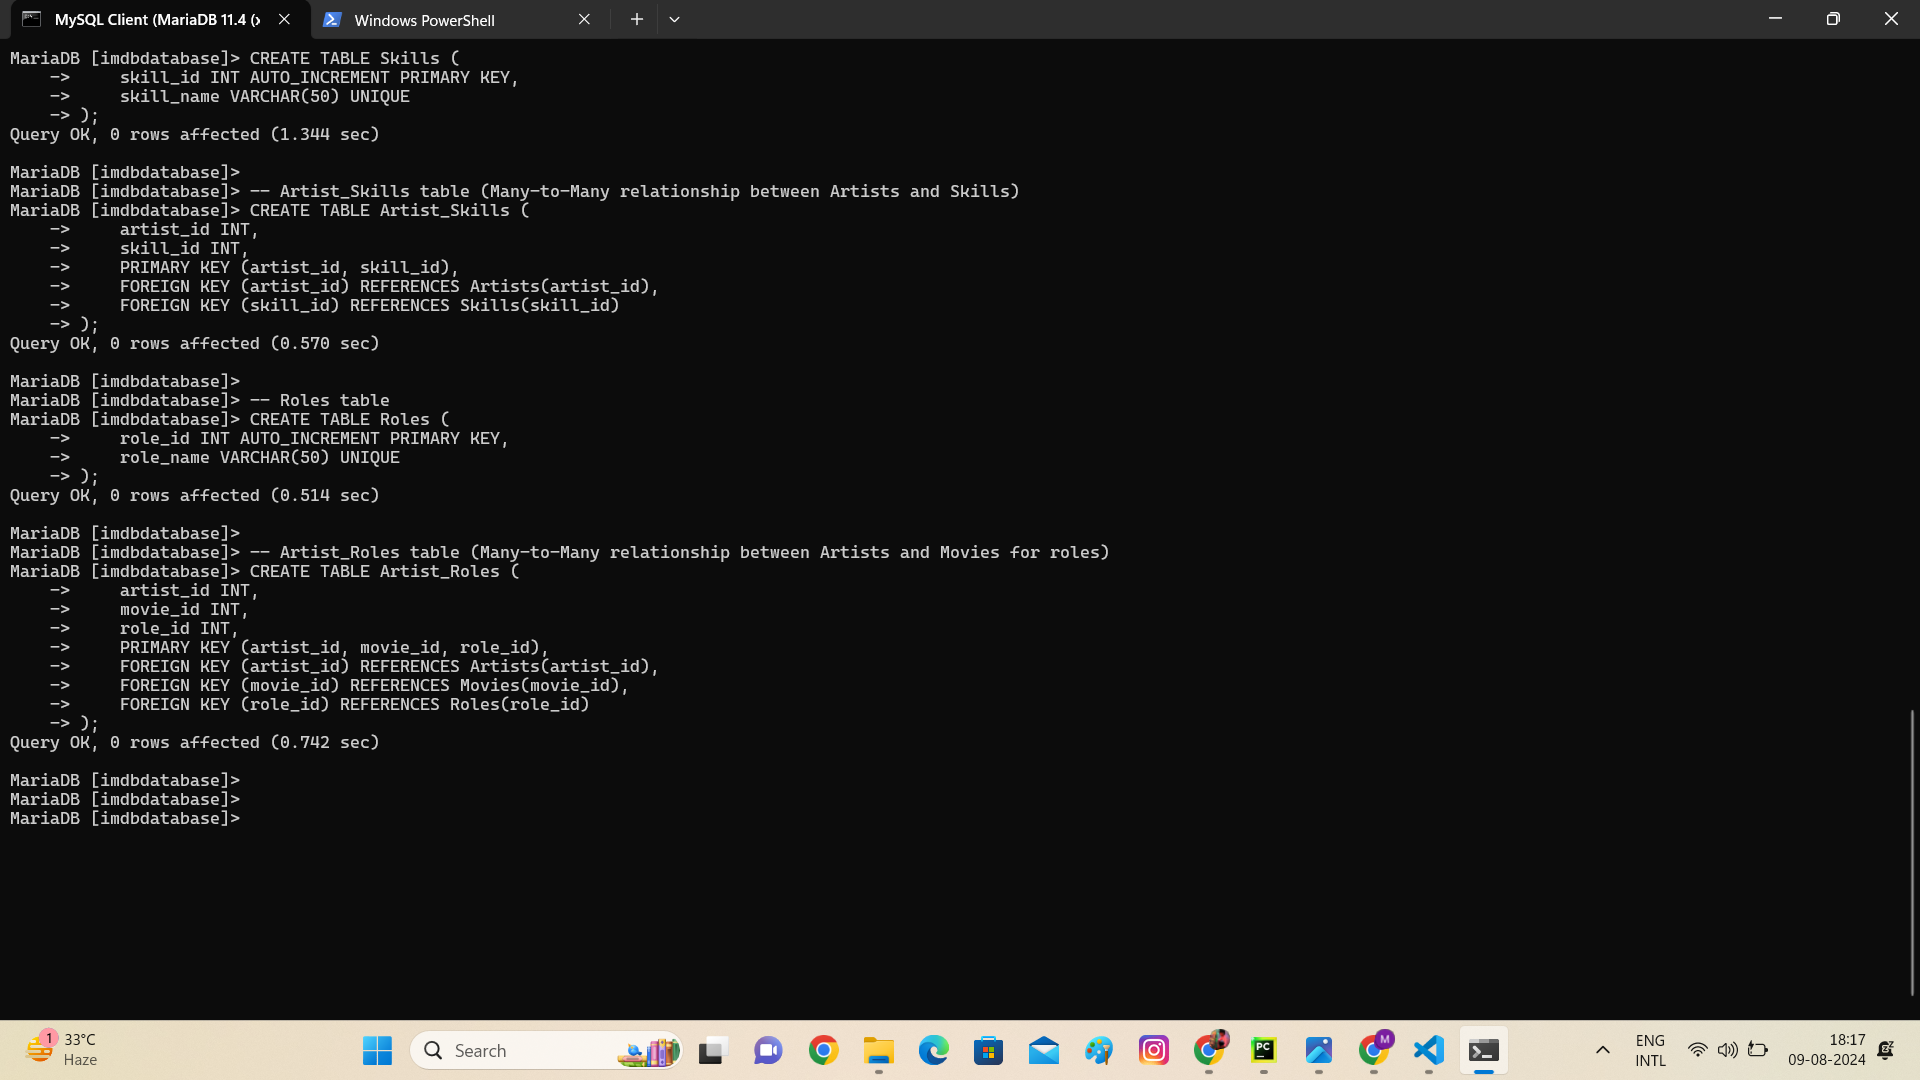 MySQL Client (MariaDB 11.4 (x
Windows PowerShell
MariaDB [imdbdatabase]> CREATE TABLE Skills (
    ->     skill_id INT AUTO_INCREMENT PRIMARY KEY,
    ->     skill_name VARCHAR(50) UNIQUE
    -> );
Query OK, 0 rows affected (1.344 sec)

MariaDB [imdbdatabase]>
MariaDB [imdbdatabase]> -- Artist_Skills table (Many-to-Many relationship between Artists and Skills)
MariaDB [imdbdatabase]> CREATE TABLE Artist_Skills (
    ->     artist_id INT,
    ->     skill_id INT,
    ->     PRIMARY KEY (artist_id, skill_id),
    ->     FOREIGN KEY (artist_id) REFERENCES Artists(artist_id),
    ->     FOREIGN KEY (skill_id) REFERENCES Skills(skill_id)
    -> );
Query OK, 0 rows affected (0.570 sec)

MariaDB [imdbdatabase]>
MariaDB [imdbdatabase]> -- Roles table
MariaDB [imdbdatabase]> CREATE TABLE Roles (
    ->     role_id INT AUTO_INCREMENT PRIMARY KEY,
    ->     role_name VARCHAR(50) UNIQUE
    -> );
Query OK, 0 rows affected (0.514 sec)

MariaDB [imdbdatabase]>
MariaDB [imdbdatabase]> -- Artist_Roles table (Many-to-Many relationship between Artists and Movies for roles)
MariaDB [imdbdatabase]> CREATE TABLE Artist_Roles (
    ->     artist_id INT,
    ->     movie_id INT,
    ->     role_id INT,
    ->     PRIMARY KEY (artist_id, movie_id, role_id),
    ->     FOREIGN KEY (artist_id) REFERENCES Artists(artist_id),
    ->     FOREIGN KEY (movie_id) REFERENCES Movies(movie_id),
    ->     FOREIGN KEY (role_id) REFERENCES Roles(role_id)
    -> );
Query OK, 0 rows affected (0.742 sec)

MariaDB [imdbdatabase]>
MariaDB [imdbdatabase]>
MariaDB [imdbdatabase]>
1
33°C
Haze
Search
PC
M
ENG
INTL
18:17
09-08-2024